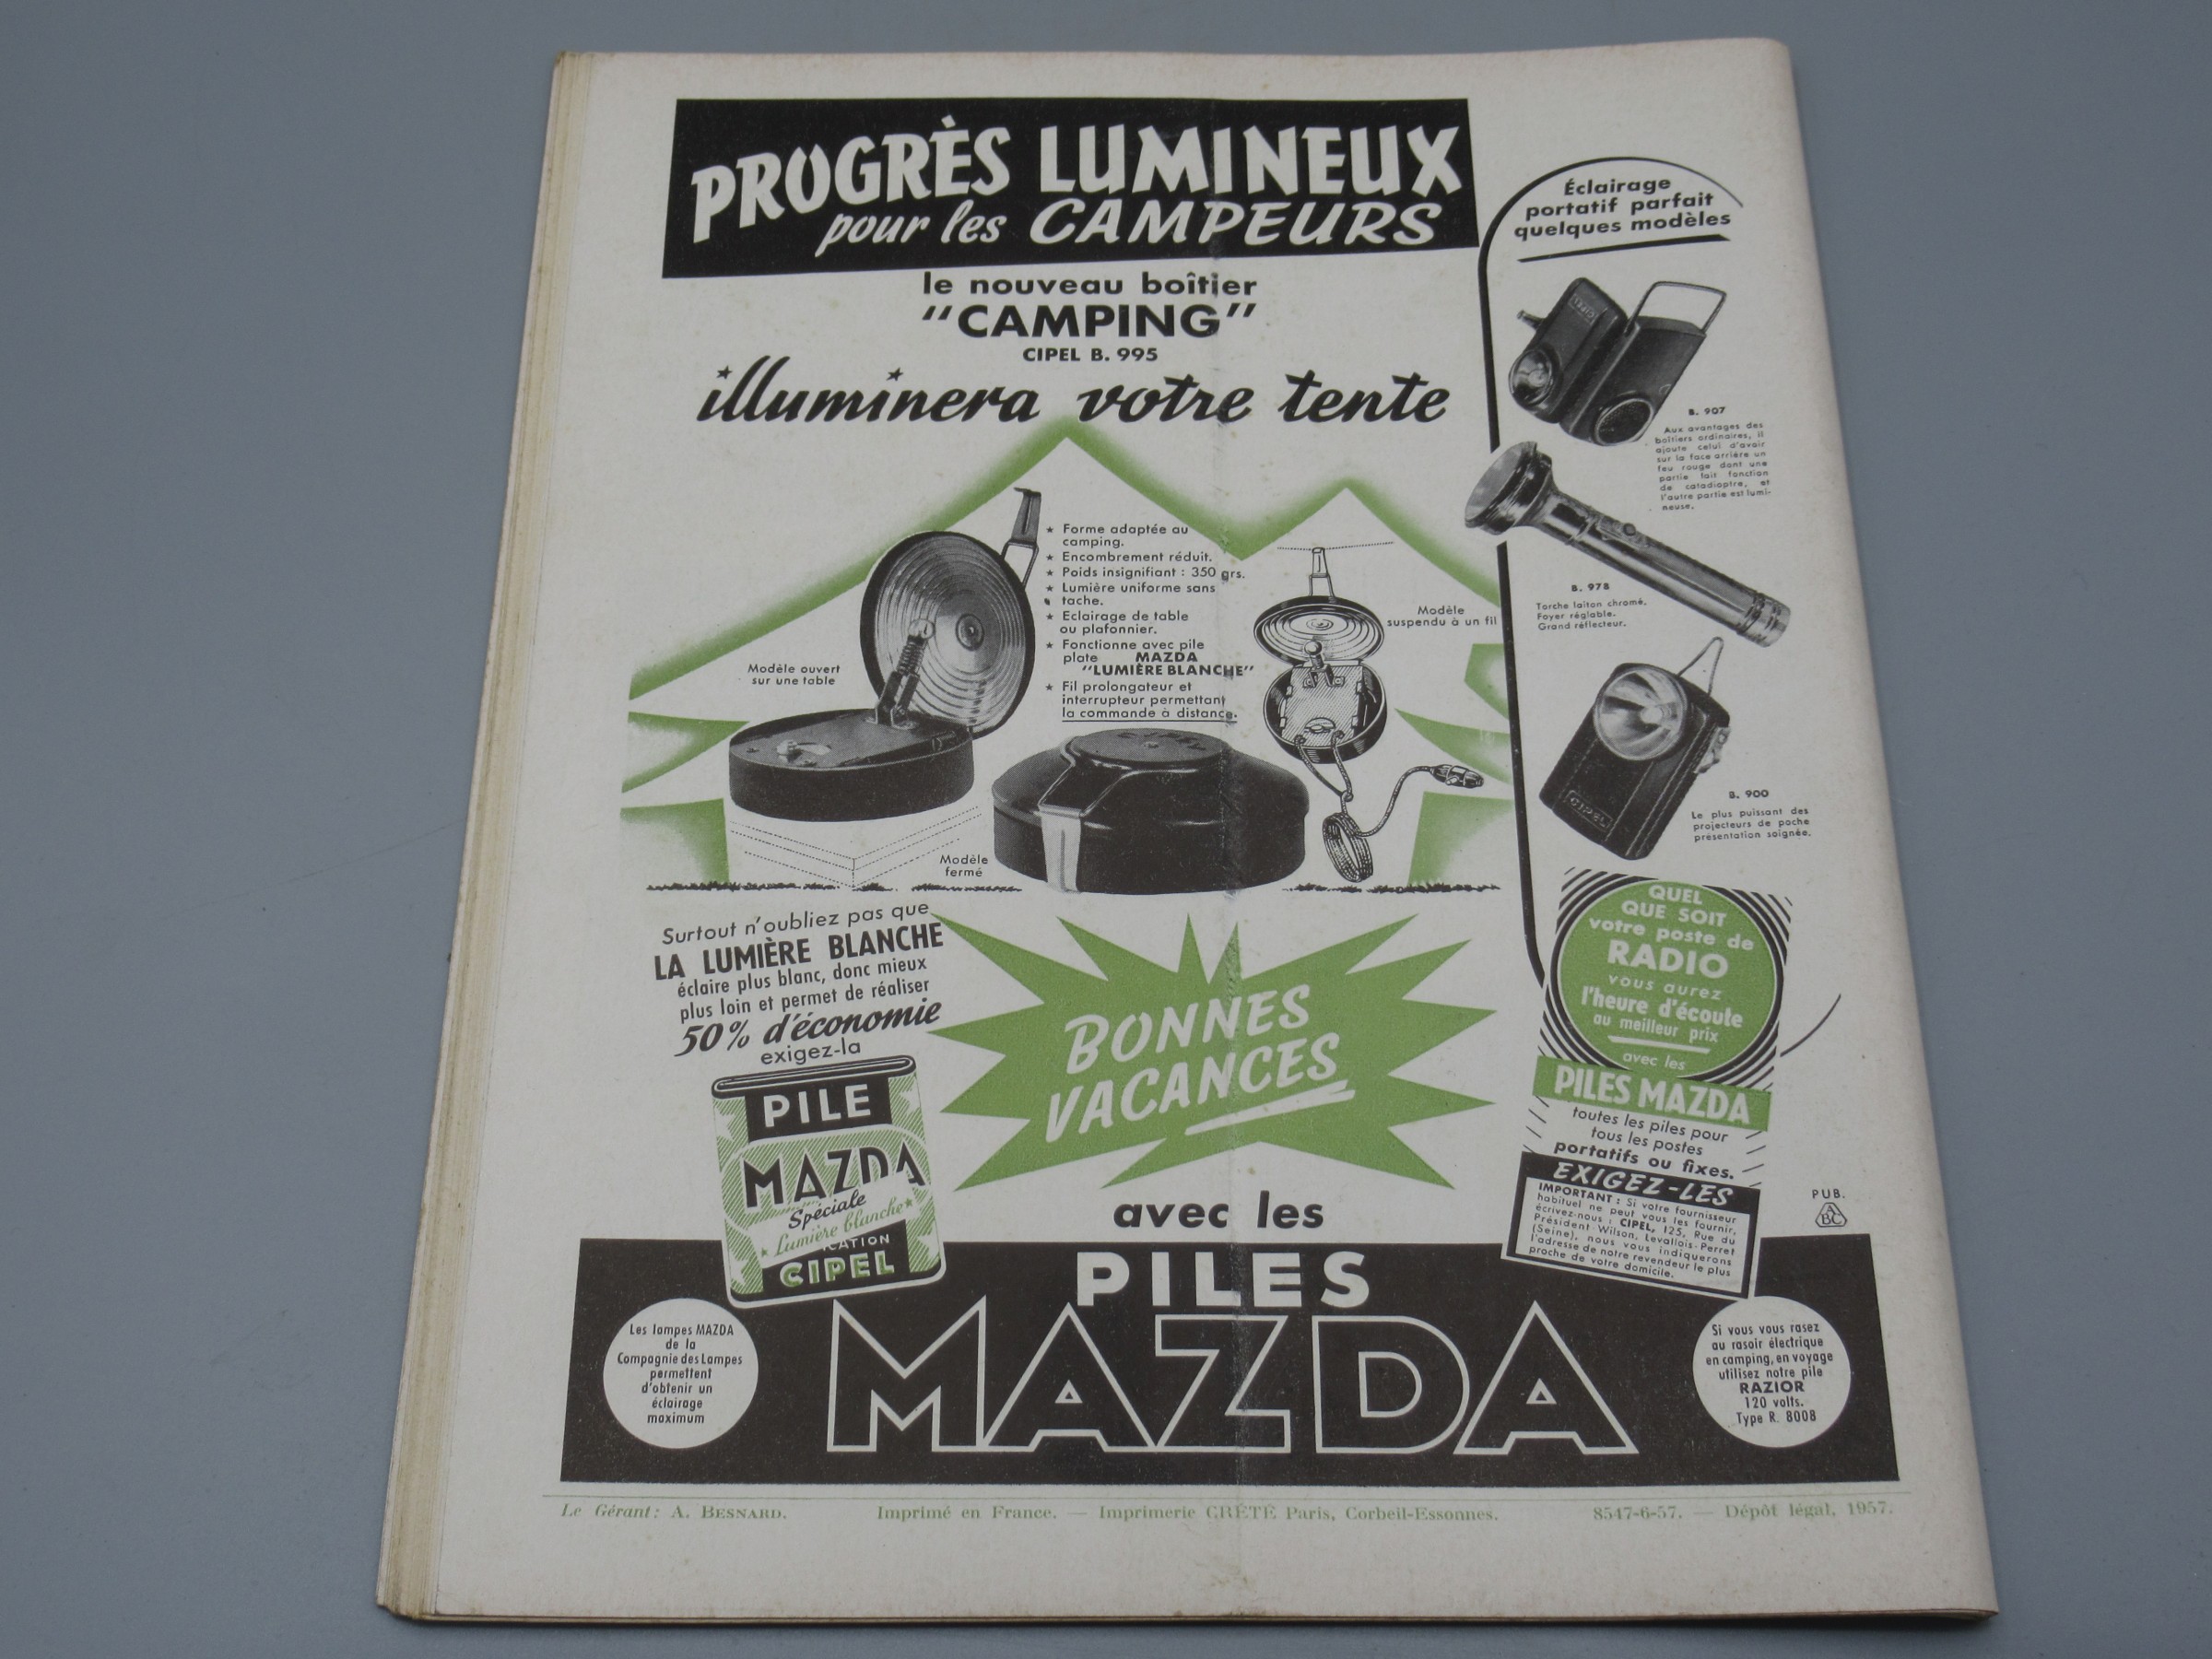 PROGRÈS LUMINEUX
pour les CAMPEURS
le nouveau boîtier
"CAMPING"
CIPEL B. 995
illuminera votre tente
★ Forme adaptée au
camping.
★ Encombrement réduit.
★ Poids insignifiant : 350 grs.
★ Lumière uniforme sans
tache.
★ Eclairage de table
ou plafonnier.
★ Fonctionne avec pile
plate MAZDA
"LUMIÈRE BLANCHE"
★ Fil prolongateur et
interrupteur permettant
la commande à distance.
Modèle ouvert
sur une table
Modèle
suspendu à un fil
Modèle
fermé
CIPEL
Éclairage
portatif parfait
quelques modèles
CIPEL
B. 907
Aux avantages des
boîtiers ordinaires, il
ajoute celui d'avoir
sur la face arrière un
feu rouge dont une
partie fait fonction
de catadioptre, et
l'autre partie est lumi-
neuse.
B. 978
Torche laiton chromé.
Foyer réglable.
Grand réflecteur.
CIPEL
B. 900
Le plus puissant des
projecteurs de poche
présentation soignée.
Surtout n'oubliez pas que
LA LUMIÈRE BLANCHE
éclaire plus blanc, donc mieux
plus loin et permet de réaliser
50% d'économie
exigez-la
PILE
MAZDA
Spéciale
★ Lumière blanche ★
CATION
CIPEL
BONNES
VACANCES
avec les
PILES
MAZDA
QUEL
QUE SOIT
votre poste de
RADIO
vous aurez
l'heure d'écoute
au meilleur prix
avec les
PILES MAZDA
toutes les piles pour
tous les postes
portatifs ou fixes.
EXIGEZ-LES
IMPORTANT : Si votre fournisseur
habituel ne peut vous les fournir,
écrivez-nous : CIPEL, 125, Rue du
Président Wilson, Levallois-Perret
(Seine), nous vous indiquerons
l'adresse de notre revendeur le plus
proche de votre domicile.
PUB.
ABC
Les lampes MAZDA
de la
Compagnie des Lampes
permettent
d'obtenir un
éclairage
maximum
Si vous vous rasez
au rasoir électrique
en camping, en voyage
utilisez notre pile
RAZIOR
120 volts.
Type R. 8008
Le Gérant : A. BESNARD. Imprimé en France. — Imprimerie CRÉTÉ Paris, Corbeil-Essonnes. 8547-6-57. — Dépôt légal, 1957.